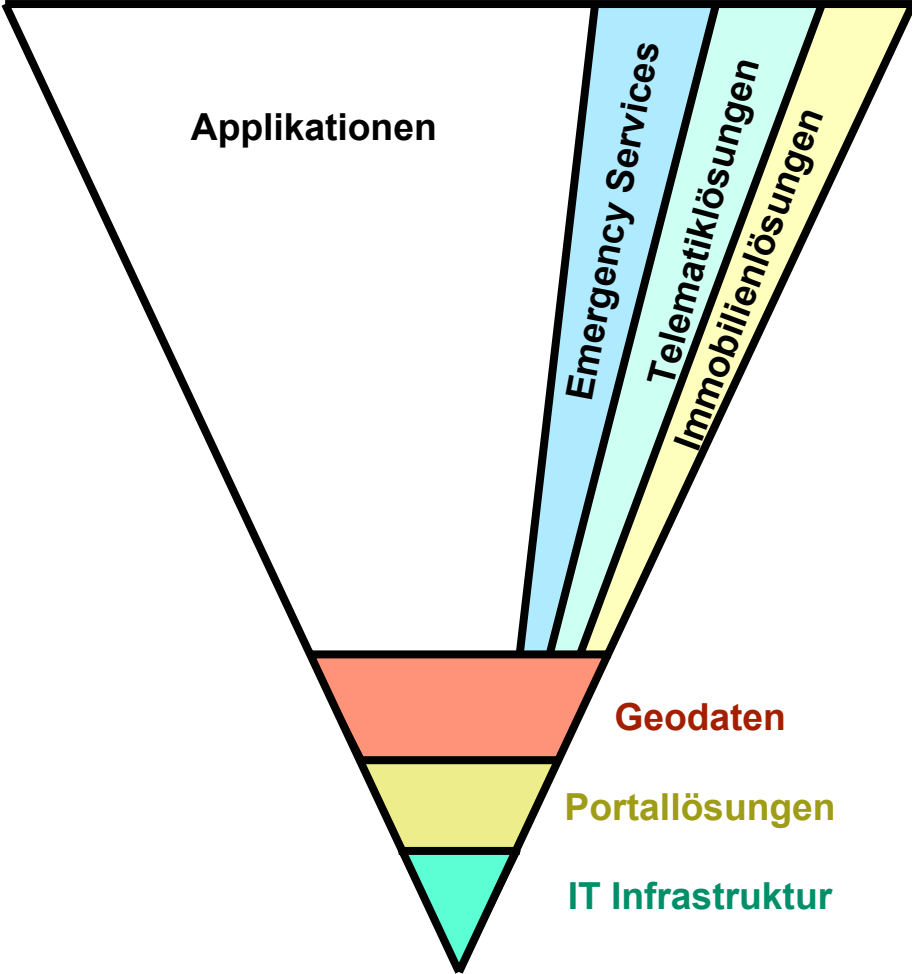 Applikationen
Emergency Services
Telematiklösungen
Immobilienlösungen
Geodaten
Portallösungen
IT Infrastruktur